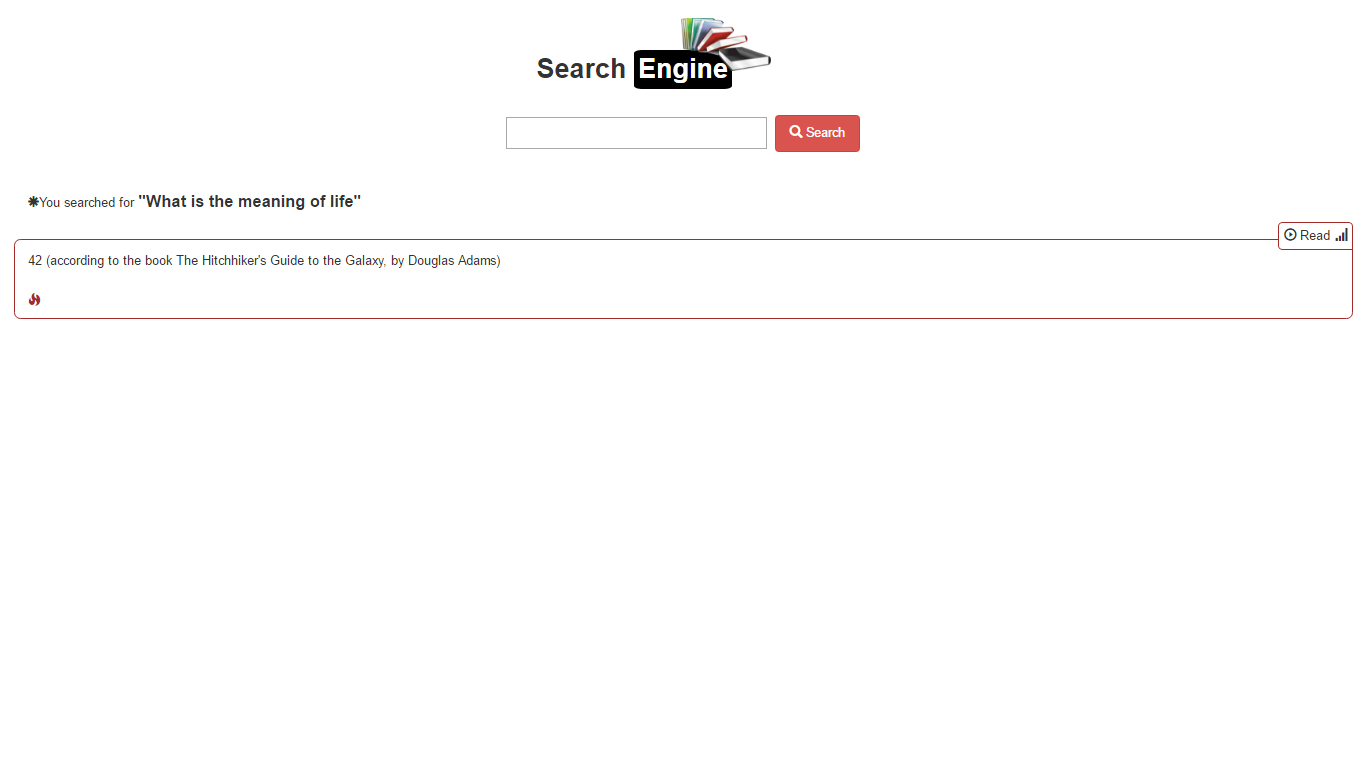 Search Engine
Search
You searched for "What is the meaning of life"
Read
42 (according to the book The Hitchhiker's Guide to the Galaxy, by Douglas Adams)